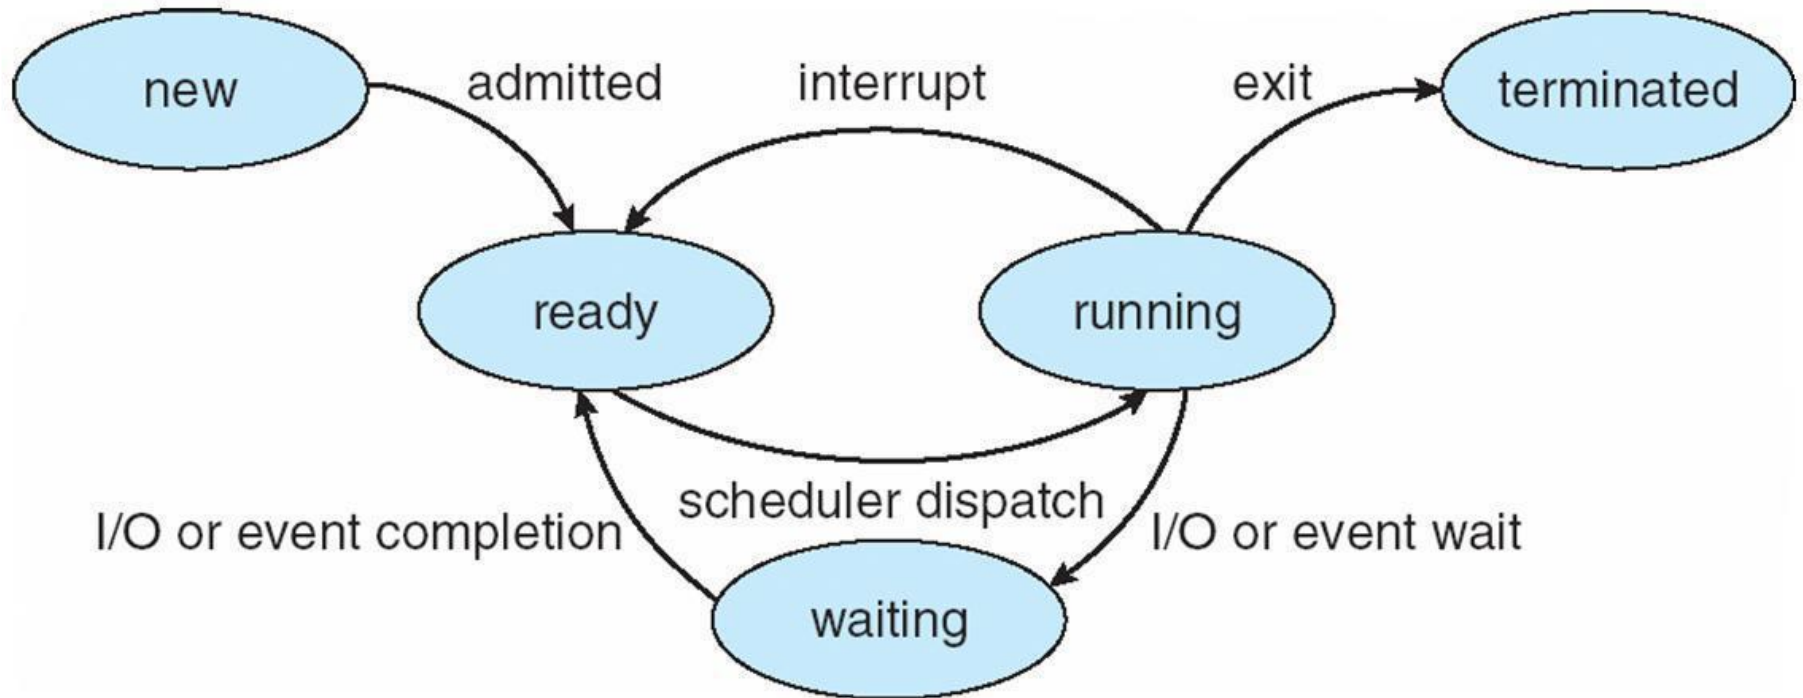 new
admitted
interrupt
exit
terminated
ready
running
scheduler dispatch
I/O or event completion
I/O or event wait
waiting